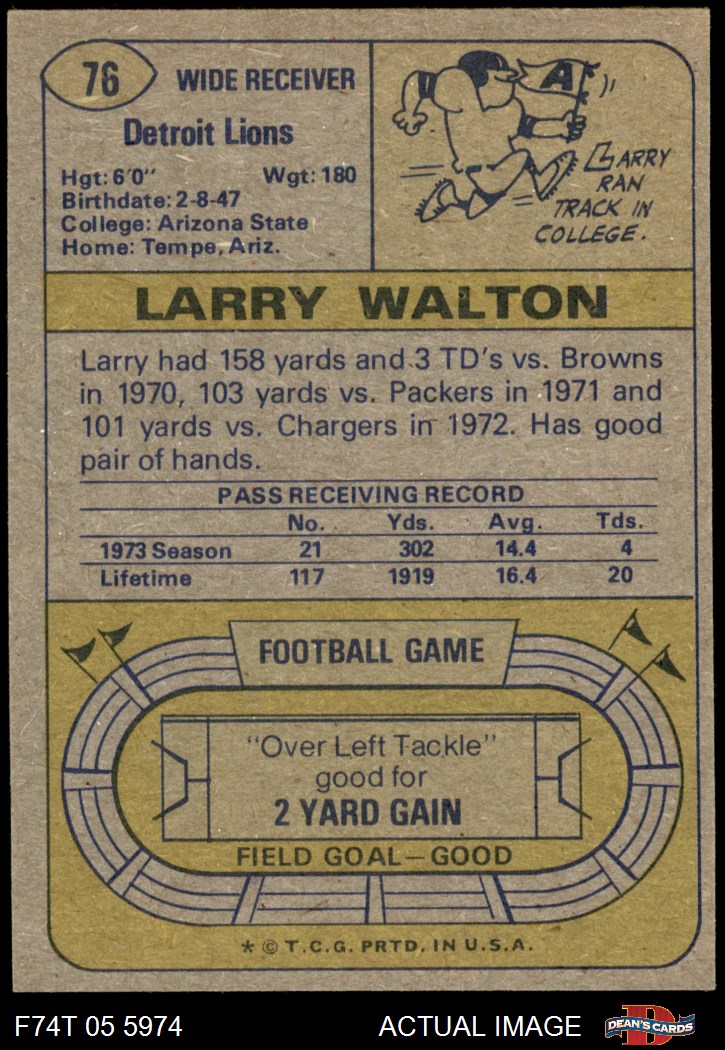 76
WIDE RECEIVER
Detroit Lions
Hgt: 6'0" Wgt: 180
Birthdate: 2-8-47
College: Arizona State
Home: Tempe, Ariz.
A
LARRY
RAN
TRACK IN
COLLEGE.
LARRY WALTON
Larry had 158 yards and 3 TD's vs. Browns
in 1970, 103 yards vs. Packers in 1971 and
101 yards vs. Chargers in 1972. Has good
pair of hands.
PASS RECEIVING RECORD
No. Yds. Avg. Tds.
1973 Season 21 302 14.4 4
Lifetime 117 1919 16.4 20
FOOTBALL GAME
"Over Left Tackle"
good for
2 YARD GAIN
FIELD GOAL—GOOD
* © T.C.G. PRTD. IN U.S.A.
F74T 05 5974 ACTUAL IMAGE
D
DEAN'S CARDS